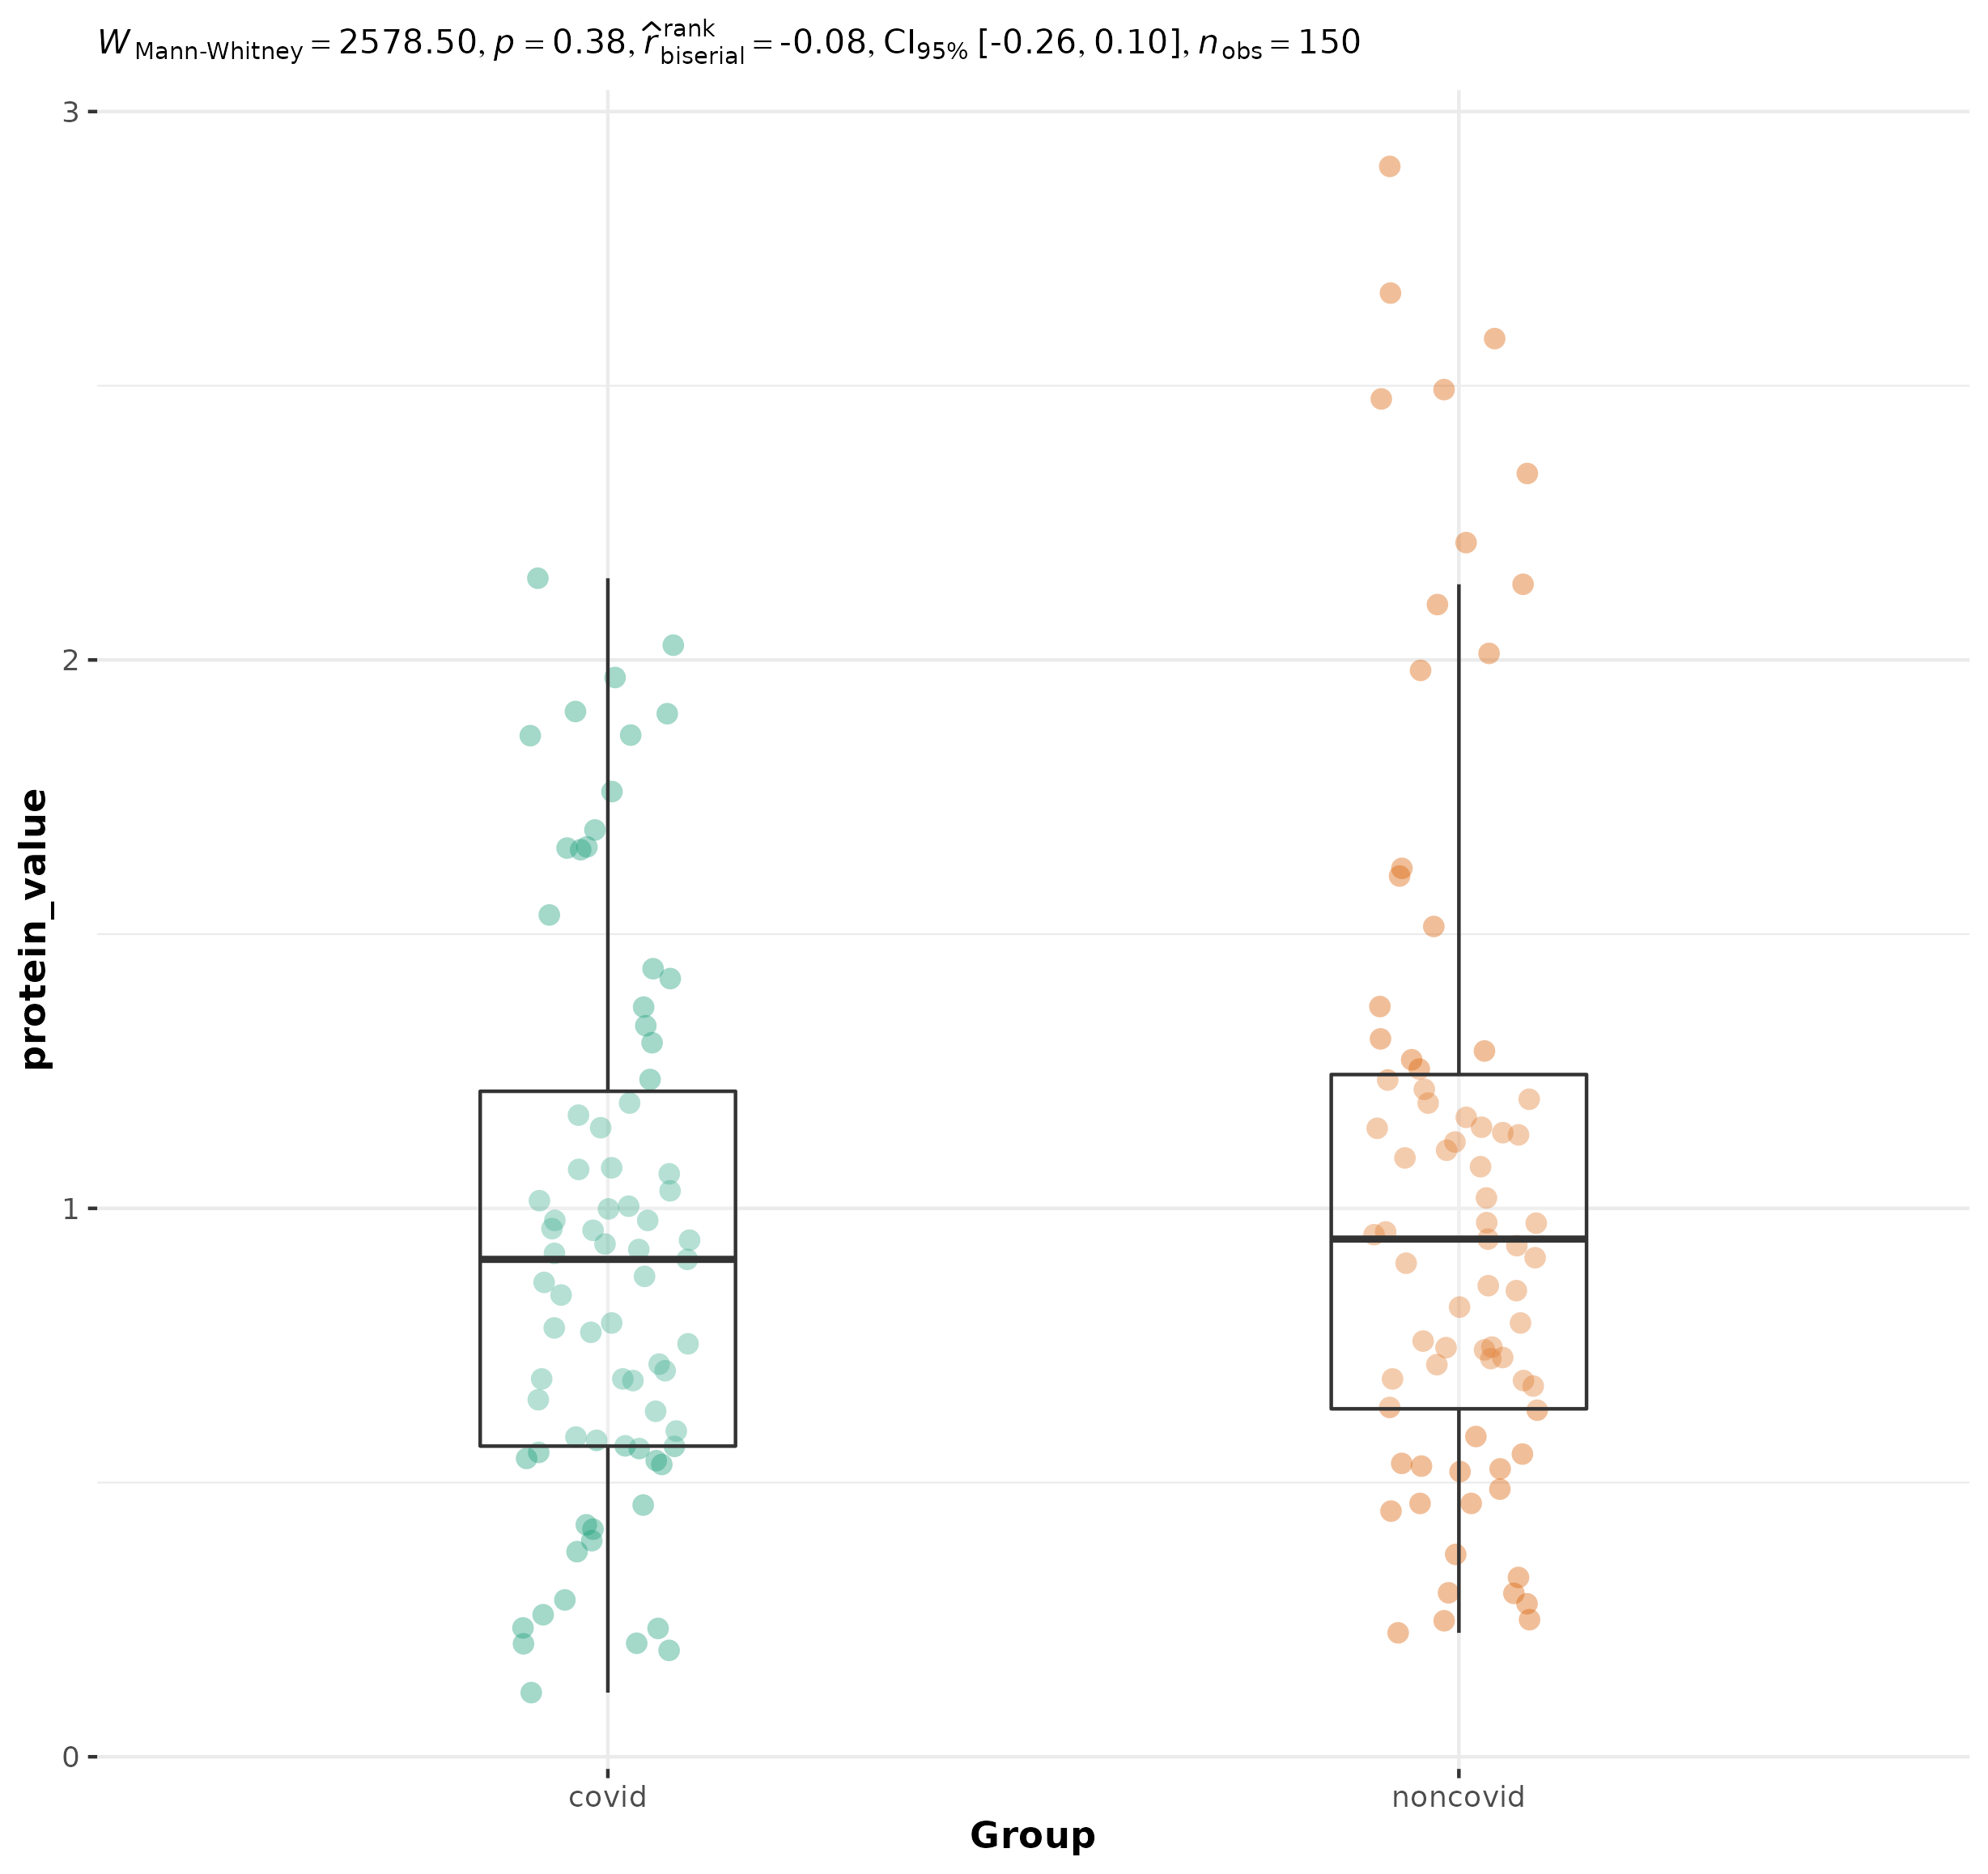 W Mann-Whitney = 2578.50, p = 0.38, r̂ rank biserial = -0.08, CI95% [-0.26, 0.10], nobs = 150
3
2
1
0
protein_value
covid noncovid
Group